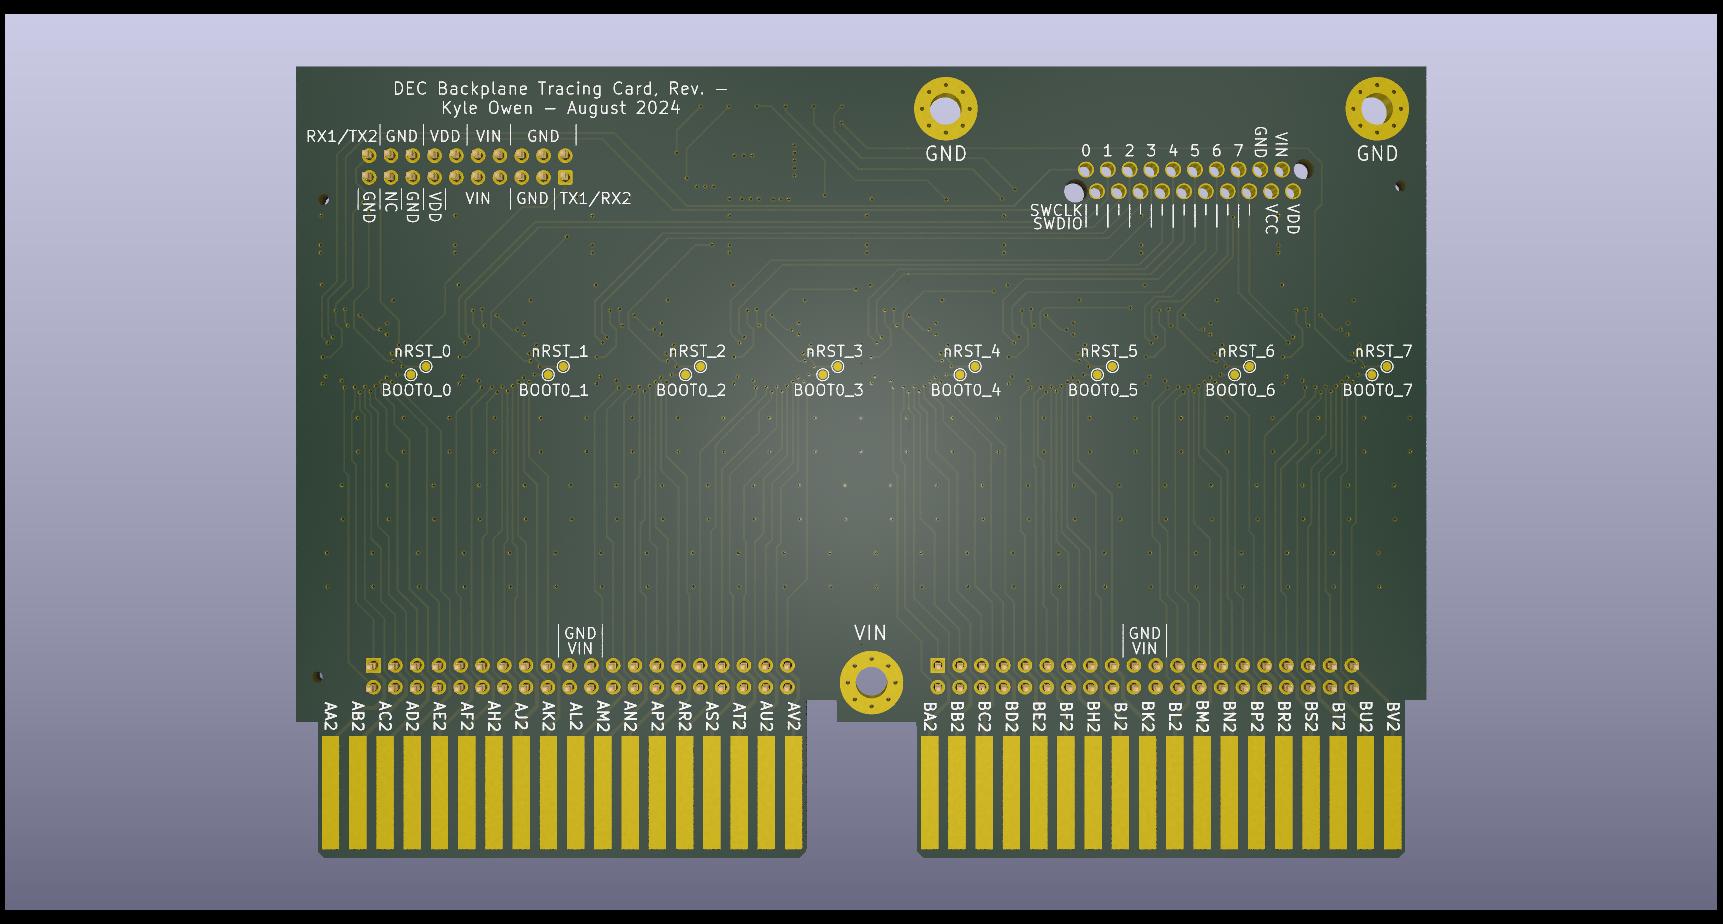 DEC Backplane Tracing Card, Rev. –
Kyle Owen – August 2024
RX1/TX2 GND VDD VIN GND
GND NC GND VDD VIN GND TX1/RX2
GND
GND
0 1 2 3 4 5 6 7 GND VIN
SWCLK
SWDIO
VCC VDD
nRST_0 nRST_1 nRST_2 nRST_3 nRST_4 nRST_5 nRST_6 nRST_7
BOOT0_0 BOOT0_1 BOOT0_2 BOOT0_3 BOOT0_4 BOOT0_5 BOOT0_6 BOOT0_7
GND
VIN
VIN
GND
VIN
AA2 AB2 AC2 AD2 AE2 AF2 AH2 AJ2 AK2 AL2 AM2 AN2 AP2 AR2 AS2 AT2 AU2 AV2
BA2 BB2 BC2 BD2 BE2 BF2 BH2 BJ2 BK2 BL2 BM2 BN2 BP2 BR2 BS2 BT2 BU2 BV2